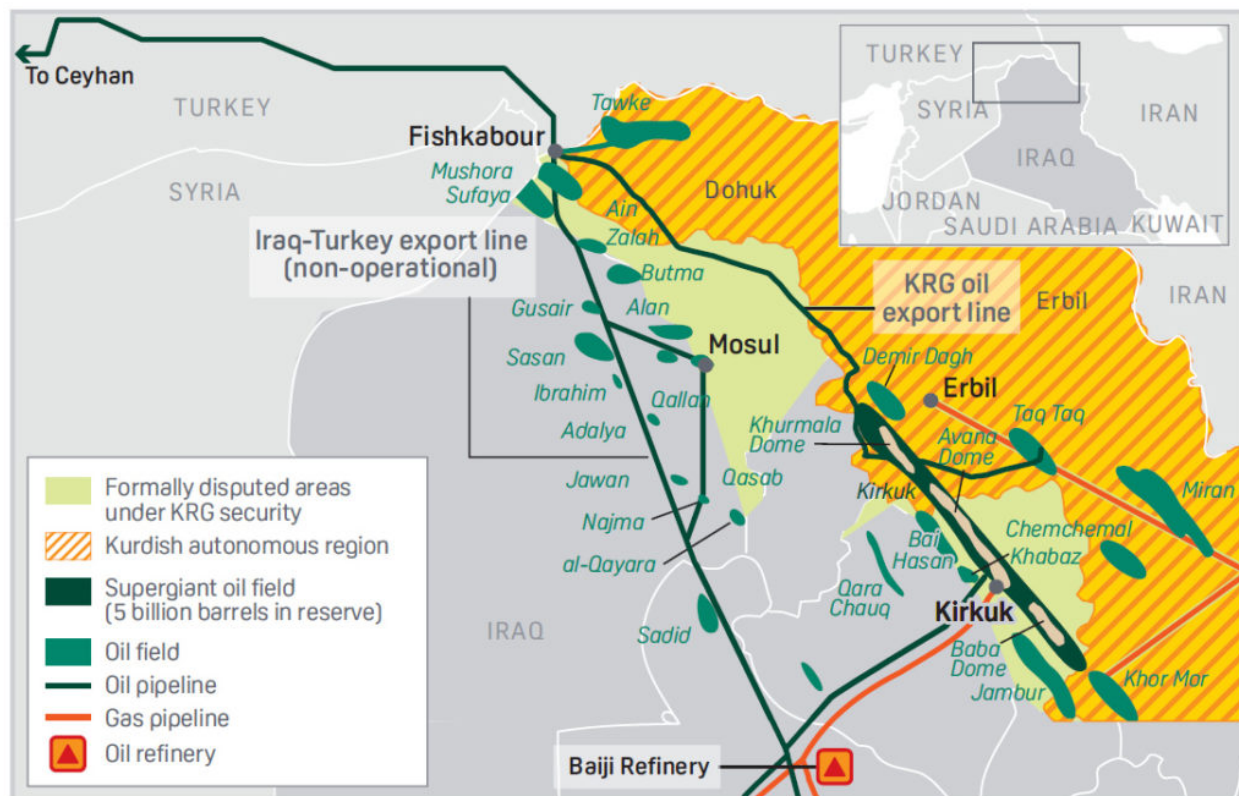 To Ceyhan
TURKEY
SYRIA
Fishkabour
Tawke
Mushora
Sufaya
Dohuk
Ain
Zalah
Iraq-Turkey export line
(non-operational)
Butma
Gusair
Alan
Mosul
Sasan
Ibrahim
Qallan
Adalya
Jawan
Qasab
Najma
al-Qayara
Sadid
IRAQ
KRG oil
export line
Erbil
IRAN
Demir Dagh
Erbil
Khurmala
Dome
Avana
Dome
Taq Taq
Kirkuk
Miran
Bai
Hasan
Chemchemal
Khabaz
Qara
Chauq
Kirkuk
Baba
Dome
Jambur
Khor Mor
Baiji Refinery
TURKEY
SYRIA
IRAN
IRAQ
JORDAN
SAUDI ARABIA
KUWAIT
Formally disputed areas
under KRG security
Kurdish autonomous region
Supergiant oil field
(5 billion barrels in reserve)
Oil field
Oil pipeline
Gas pipeline
Oil refinery